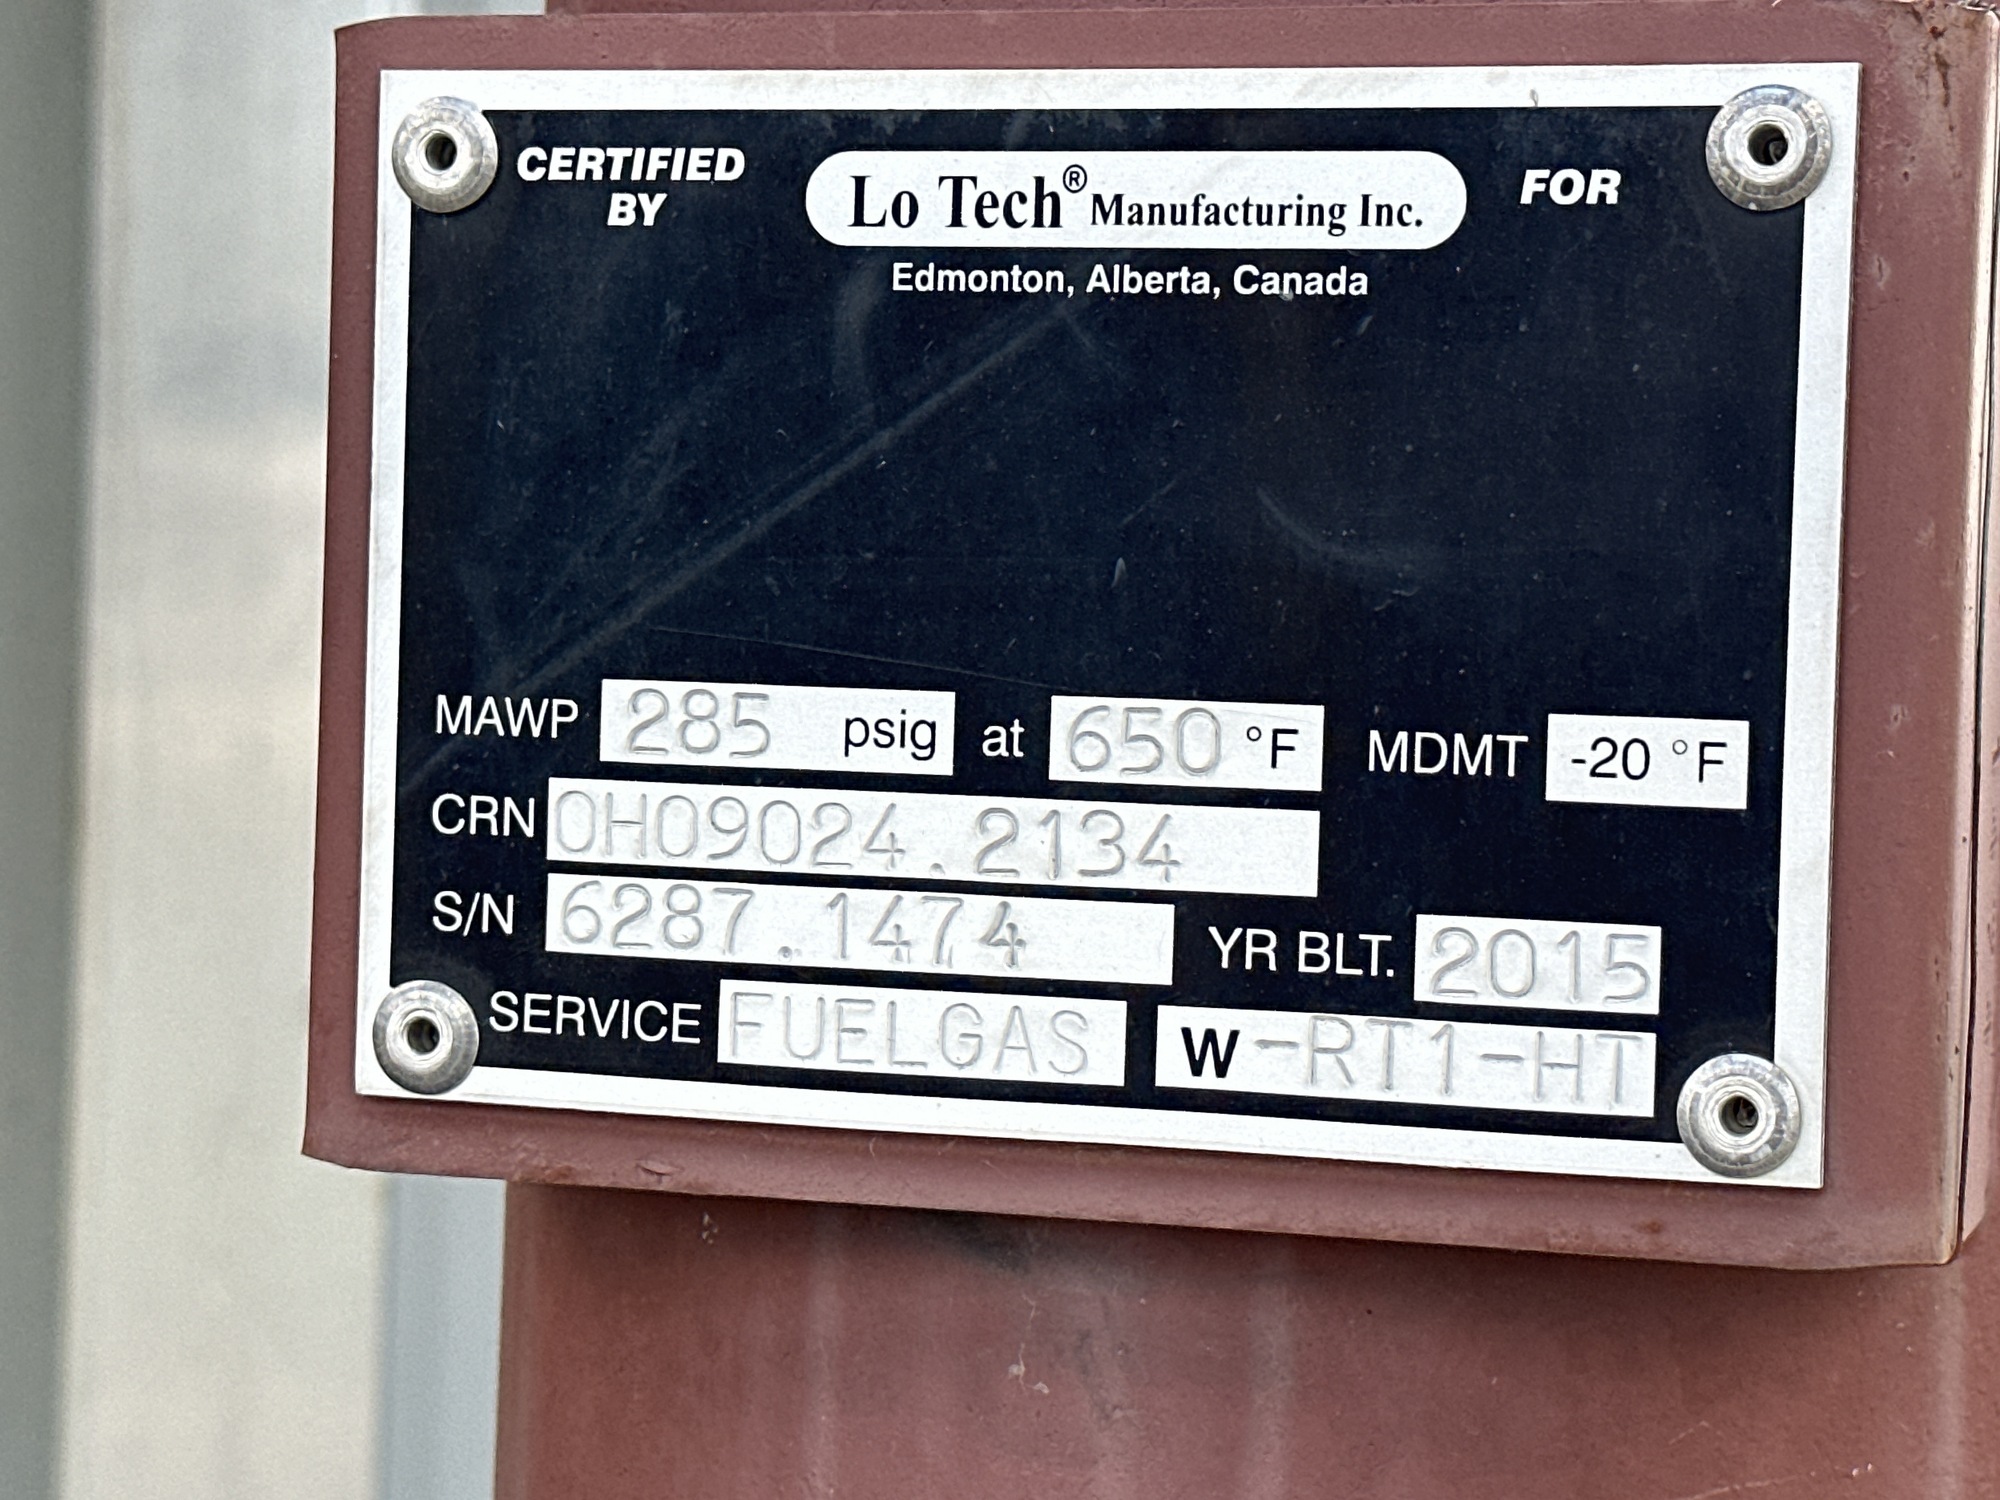 CERTIFIED BY Lo Tech® Manufacturing Inc. FOR
Edmonton, Alberta, Canada
MAWP 285 psig at 650 °F MDMT -20 °F
CRN 0H09024.2134
S/N 6287.1474 YR BLT. 2015
SERVICE FUELGAS W-RT1-HT